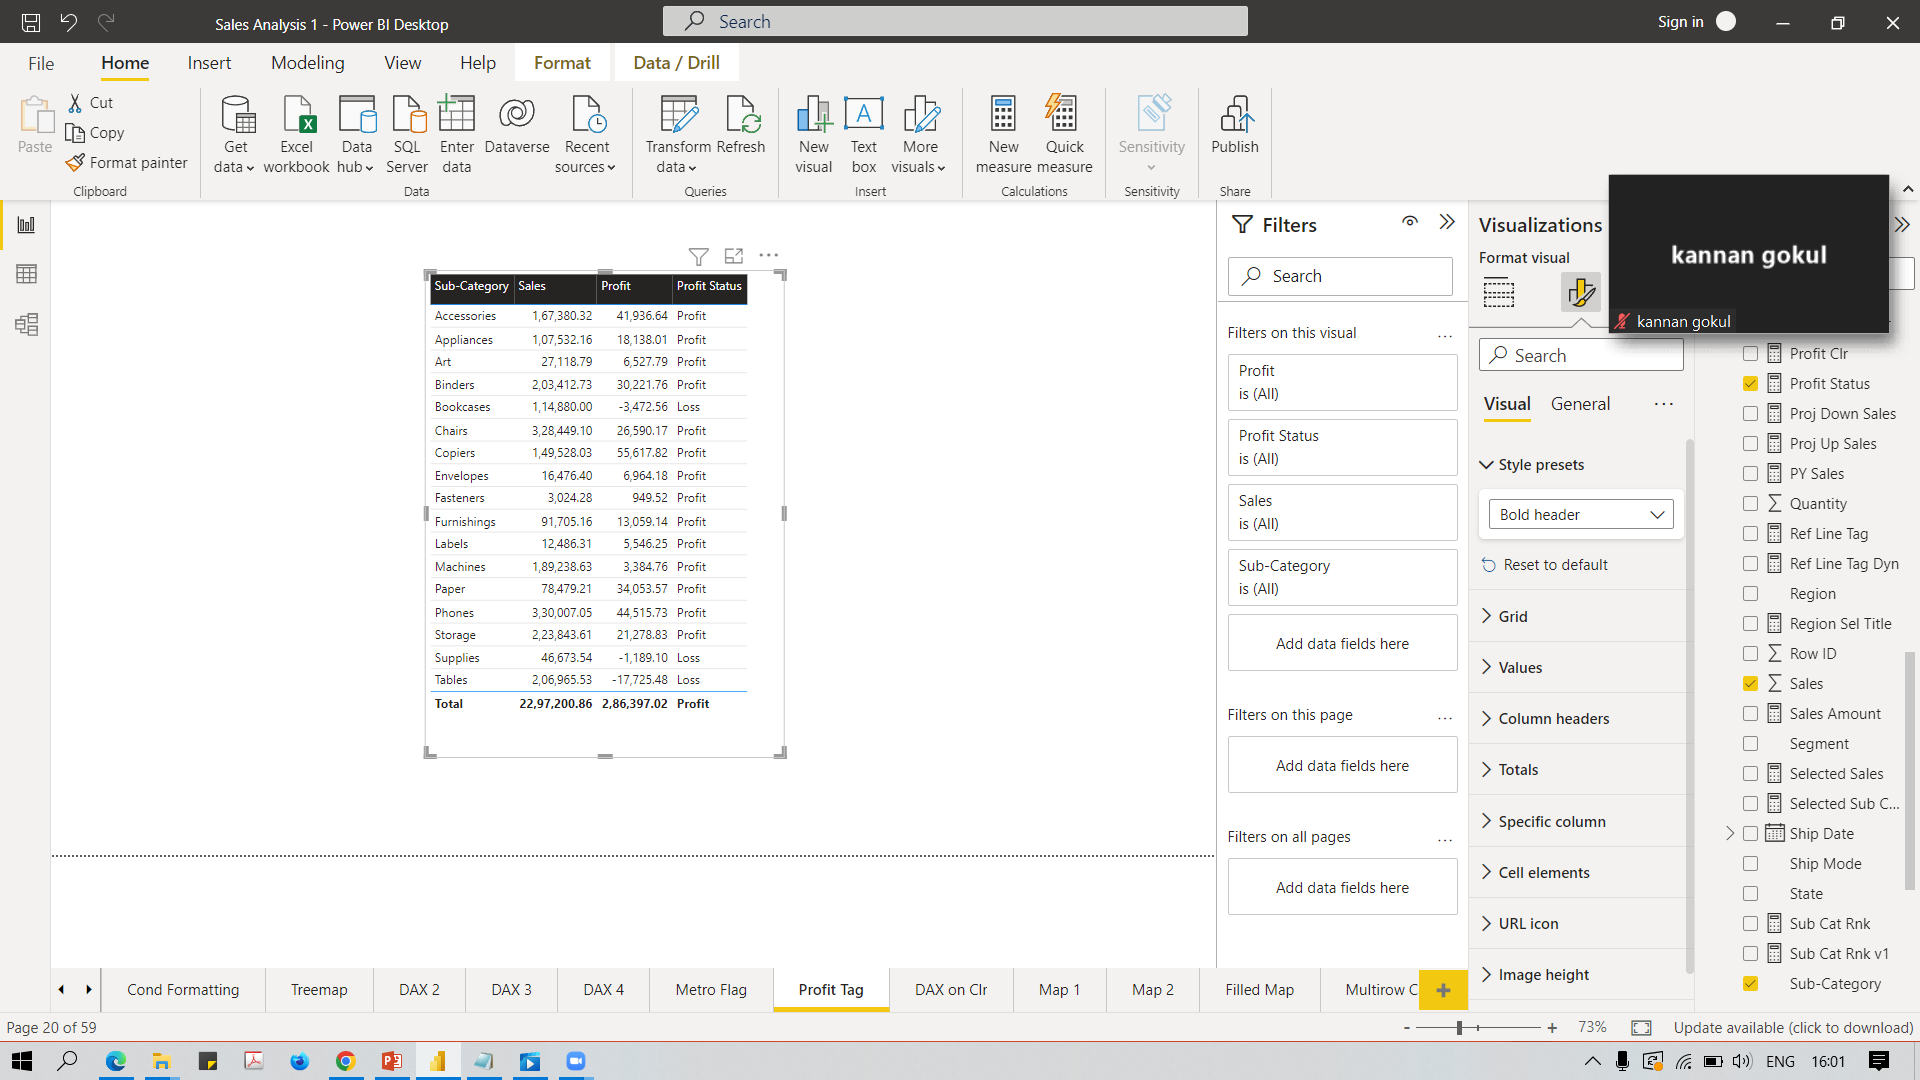 Sales Analysis 1 - Power BI Desktop
Search
Sign in
File Home Insert Modeling View Help Format Data / Drill
Paste
Cut
Copy
Format painter
Clipboard
Get data
Excel workbook
Data hub
SQL Server
Enter data
Dataverse
Recent sources
Data
Transform data
Refresh
Queries
New visual
Text box
More visuals
Insert
New measure
Quick measure
Calculations
Sensitivity
Sensitivity
Publish
Share
Sub-Category Sales Profit Profit Status
Accessories 1,67,380.32 41,936.64 Profit
Appliances 1,07,532.16 18,138.01 Profit
Art 27,118.79 6,527.79 Profit
Binders 2,03,412.73 30,221.76 Profit
Bookcases 1,14,880.00 -3,472.56 Loss
Chairs 3,28,449.10 26,590.17 Profit
Copiers 1,49,528.03 55,617.82 Profit
Envelopes 16,476.40 6,964.18 Profit
Fasteners 3,024.28 949.52 Profit
Furnishings 91,705.16 13,059.14 Profit
Labels 12,486.31 5,546.25 Profit
Machines 1,89,238.63 3,384.76 Profit
Paper 78,479.21 34,053.57 Profit
Phones 3,30,007.05 44,515.73 Profit
Storage 2,23,843.61 21,278.83 Profit
Supplies 46,673.54 -1,189.10 Loss
Tables 2,06,965.53 -17,725.48 Loss
Total 22,97,200.86 2,86,397.02 Profit
Filters
Search
Filters on this visual
Profit
is (All)
Profit Status
is (All)
Sales
is (All)
Sub-Category
is (All)
Add data fields here
Filters on this page
Add data fields here
Filters on all pages
Add data fields here
Visualizations
Format visual
Search
Visual General
Style presets
Bold header
Reset to default
Grid
Values
Column headers
Totals
Specific column
Cell elements
URL icon
Image height
kannan gokul
kannan gokul
Profit Clr
Profit Status
Proj Down Sales
Proj Up Sales
PY Sales
Quantity
Ref Line Tag
Ref Line Tag Dyn
Region
Region Sel Title
Row ID
Sales
Sales Amount
Segment
Selected Sales
Selected Sub C...
Ship Date
Ship Mode
State
Sub Cat Rnk
Sub Cat Rnk v1
Sub-Category
Cond Formatting Treemap DAX 2 DAX 3 DAX 4 Metro Flag Profit Tag DAX on Clr Map 1 Map 2 Filled Map Multirow C
Page 20 of 59
73%
Update available (click to download)
ENG 16:01